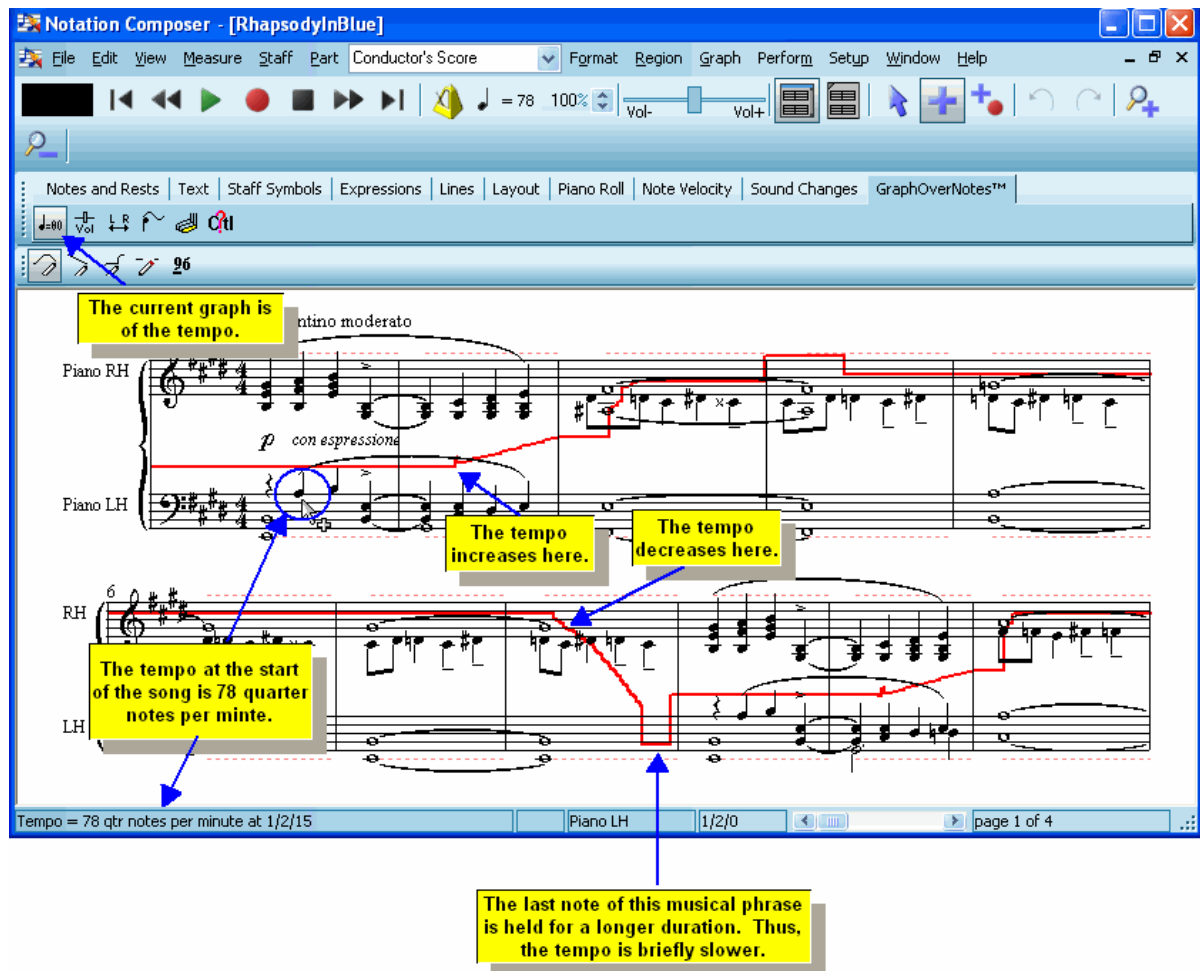 Notation Composer - [RhapsodyInBlue]
File Edit View Measure Staff Part Conductor's Score Format Region Graph Perform Setup Window Help
= 78 100% Vol- Vol+
Notes and Rests Text Staff Symbols Expressions Lines Layout Piano Roll Note Velocity Sound Changes GraphOverNotes™
=80 Vol L R Ctl
96
The current graph is
of the tempo.
ntino moderato
Piano RH
p con espressione
Piano LH
The tempo
increases here.
The tempo
decreases here.
6
RH
The tempo at the start
of the song is 78 quarter
notes per minte.
LH
Tempo = 78 qtr notes per minute at 1/2/15 Piano LH 1/2/0 page 1 of 4
The last note of this musical phrase
is held for a longer duration. Thus,
the tempo is briefly slower.